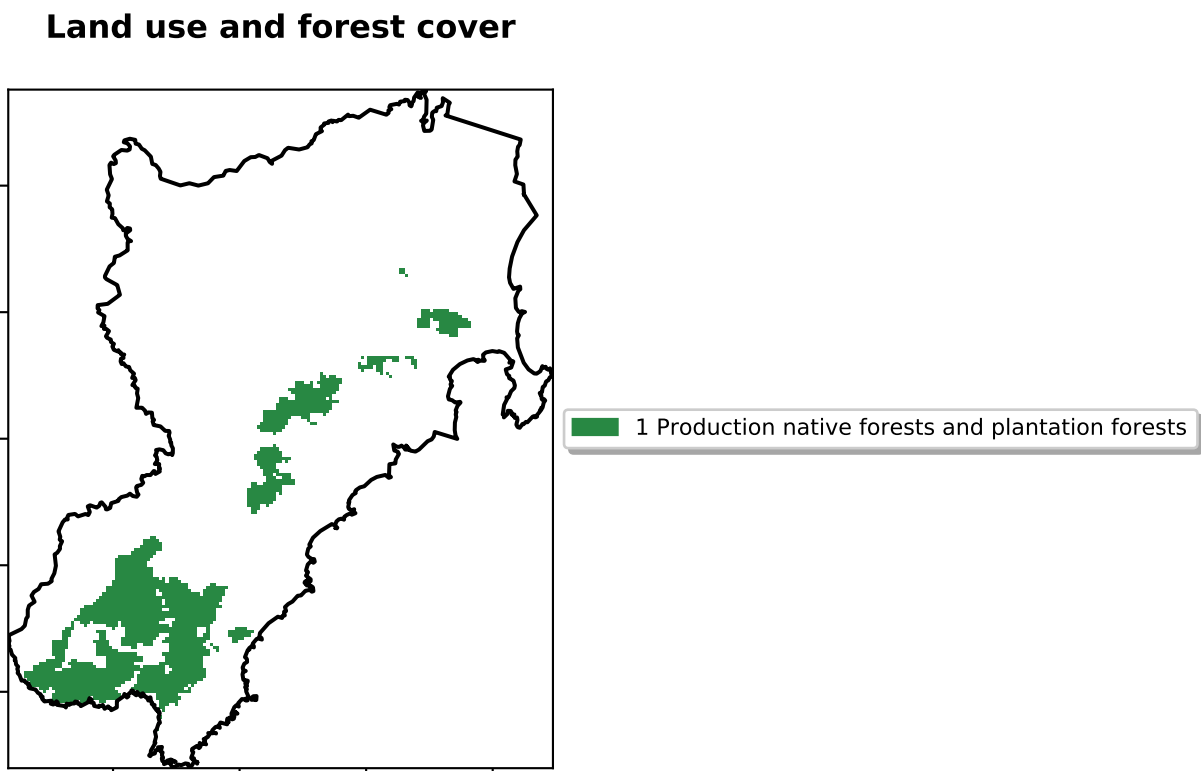 Land use and forest cover
1 Production native forests and plantation forests